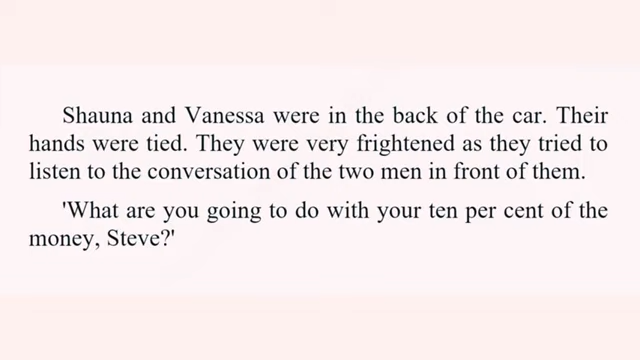 Shauna and Vanessa were in the back of the car. Their
hands were tied. They were very frightened as they tried to
listen to the conversation of the two men in front of them.
'What are you going to do with your ten per cent of the
money, Steve?'